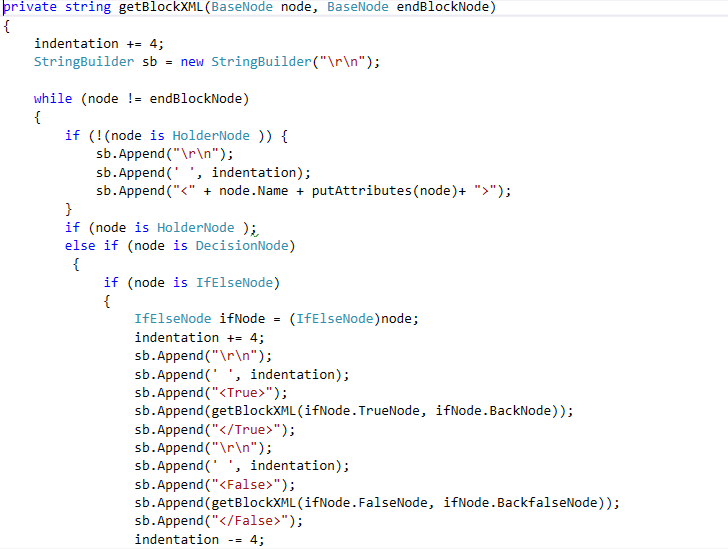 private string getBlockXML(BaseNode node, BaseNode endBlockNode)
{
    indentation += 4;
    StringBuilder sb = new StringBuilder("\r\n");

    while (node != endBlockNode)
    {
        if (!(node is HolderNode )) {
            sb.Append("\r\n");
            sb.Append(' ', indentation);
            sb.Append("<" + node.Name + putAttributes(node)+ ">");
        }
        if (node is HolderNode );
        else if (node is DecisionNode)
         {
             if (node is IfElseNode)
             {
                 IfElseNode ifNode = (IfElseNode)node;
                 indentation += 4;
                 sb.Append("\r\n");
                 sb.Append(' ', indentation);
                 sb.Append("<True>");
                 sb.Append(getBlockXML(ifNode.TrueNode, ifNode.BackNode));
                 sb.Append("</True>");
                 sb.Append("\r\n");
                 sb.Append(' ', indentation);
                 sb.Append("<False>");
                 sb.Append(getBlockXML(ifNode.FalseNode, ifNode.BackfalseNode));
                 sb.Append("</False>");
                 indentation -= 4;